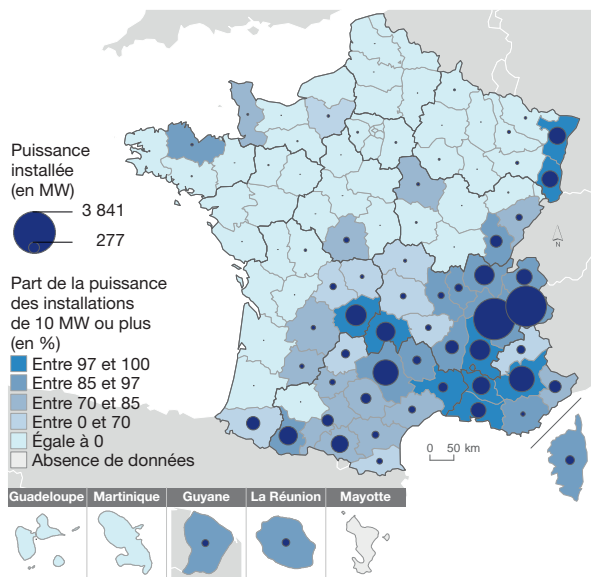 Puissance
installée
(en MW)
3 841
277
Part de la puissance
des installations
de 10 MW ou plus
(en %)
Entre 97 et 100
Entre 85 et 97
Entre 70 et 85
Entre 0 et 70
Égale à 0
Absence de données
N
0 50 km
Guadeloupe Martinique Guyane La Réunion Mayotte